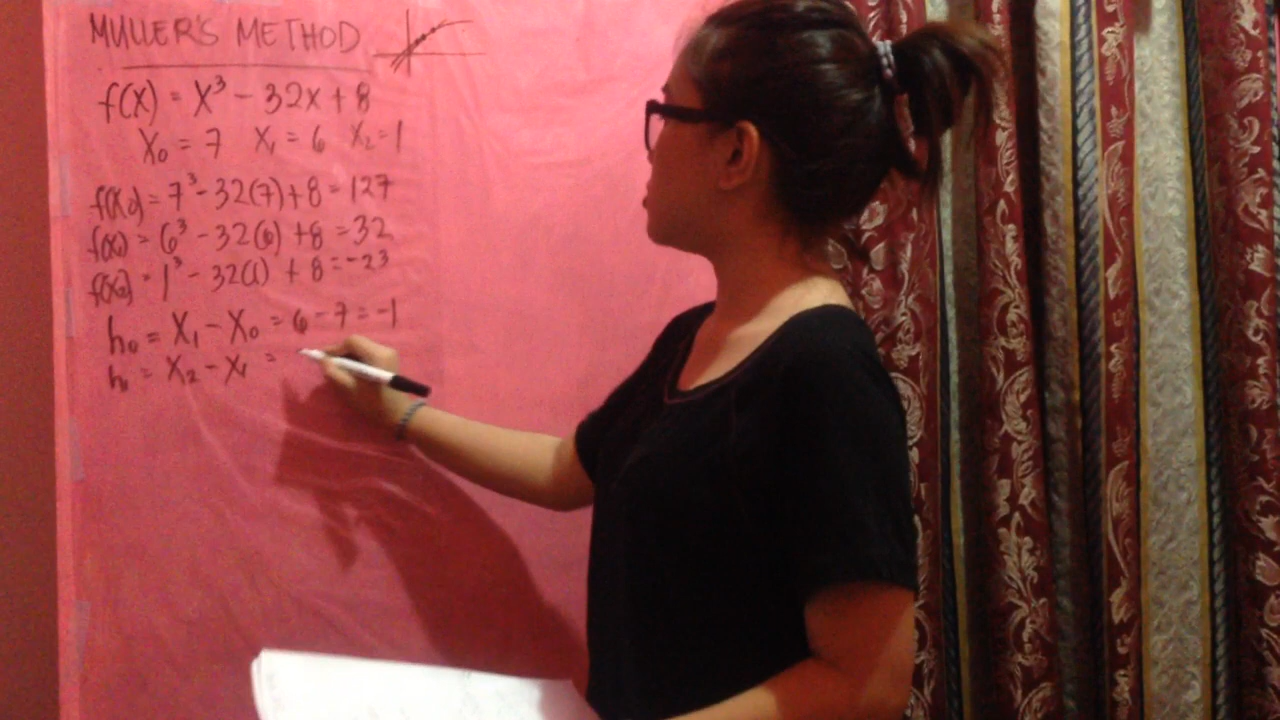 MULLER'S METHOD
f(x) = x³ - 32x + 8
x₀ = 7 x₁ = 6 x₂ = 1
f(x₀) = 7³ - 32(7) + 8 = 127
f(x₁) = 6³ - 32(6) + 8 = 32
f(x₂) = 1³ - 32(1) + 8 = -23
h₀ = x₁ - x₀ = 6 - 7 = -1
h₁ = x₂ - x₁ =